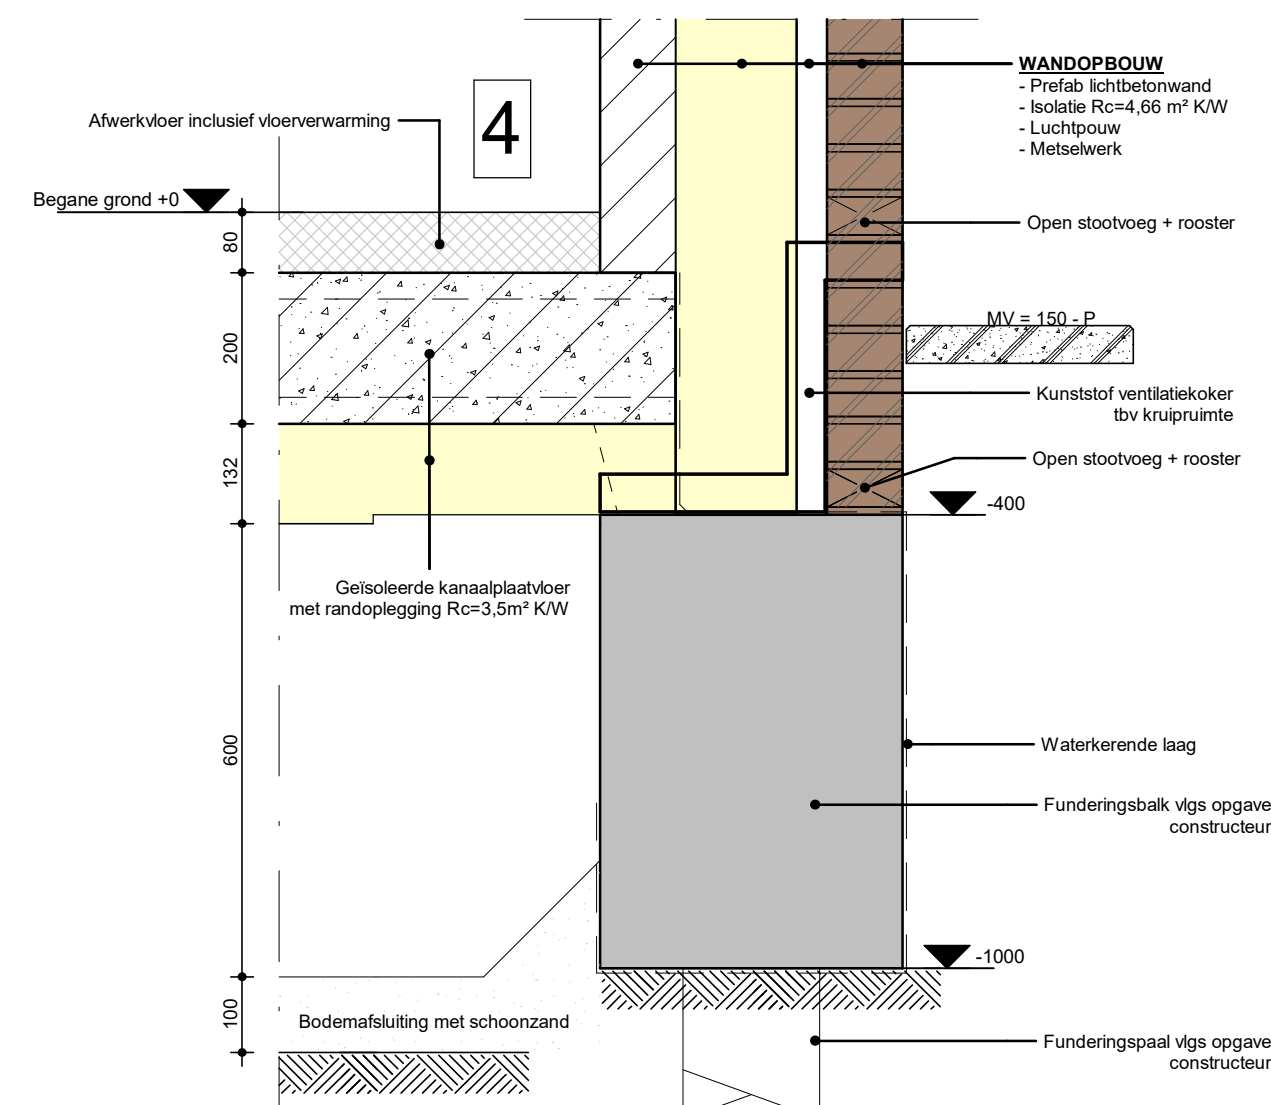 WANDOPBOUW
- Prefab lichtbetonwand
- Isolatie Rc=4,66 m² K/W
- Luchtpouw
- Metselwerk
4
Afwerkvloer inclusief vloerverwarming
Begane grond +0
80
Open stootvoeg + rooster
MV = 150 - P
200
Kunststof ventilatiekoker
tbv kruipruimte
132
Open stootvoeg + rooster
-400
Geïsoleerde kanaalplaatvloer
met randoplegging Rc=3,5m² K/W
600
Waterkerende laag
Funderingsbalk vlgs opgave
constructeur
-1000
100
Bodemafsluiting met schoonzand
Funderingspaal vlgs opgave
constructeur